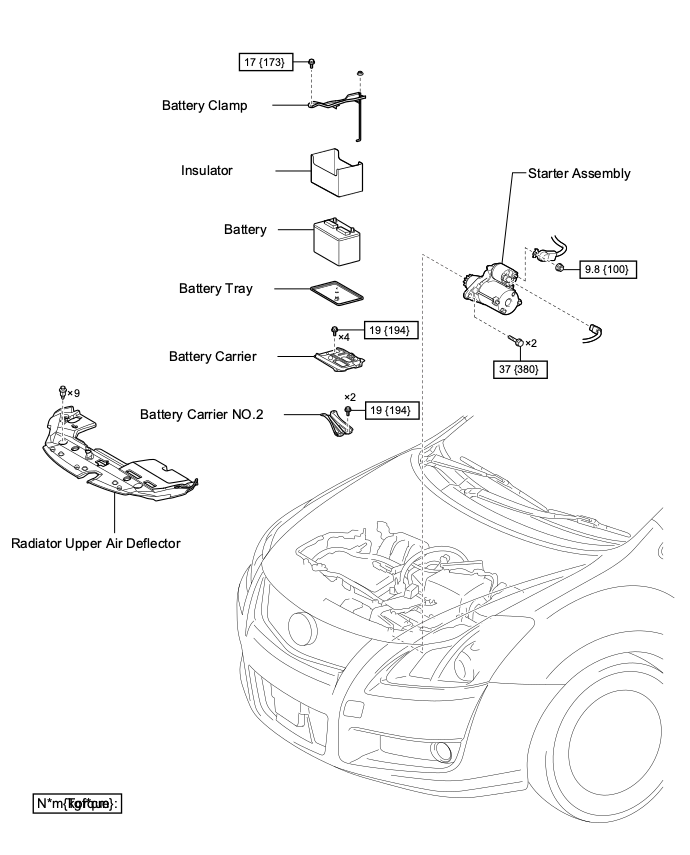 17 {173}
Battery Clamp
Insulator
Starter Assembly
Battery
9.8 {100}
Battery Tray
19 {194}
×4
×2
Battery Carrier
37 {380}
×9
×2
19 {194}
Battery Carrier NO.2
Radiator Upper Air Deflector